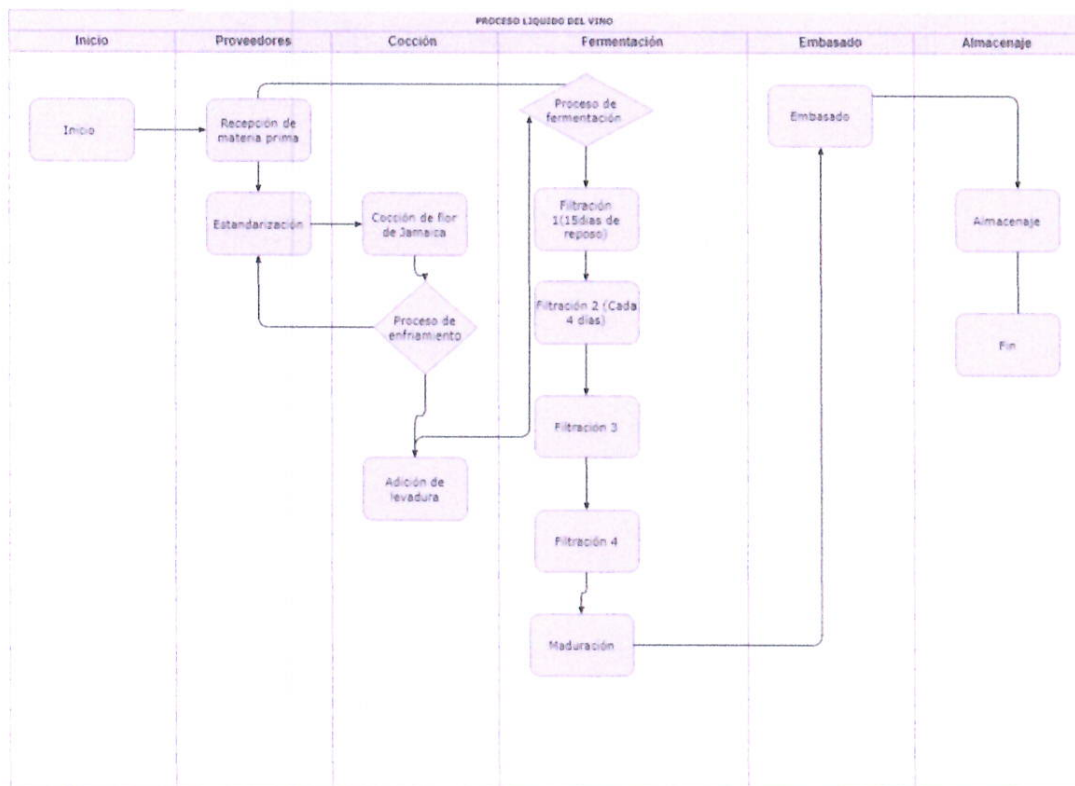 PROCESO LIQUIDO DEL VINO
Inicio
Proveedores
Cocción
Fermentación
Embasado
Almacenaje
Inicio
Recepción de
materia prima
Estandarización
Cocción de flor
de Jamaica
Proceso de
enfriamiento
Adición de
levadura
Proceso de
fermentación
Filtración
1(15dias de
reposo)
Filtración 2 (Cada
4 días)
Filtración 3
Filtración 4
Maduración
Embasado
Almacenaje
Fin